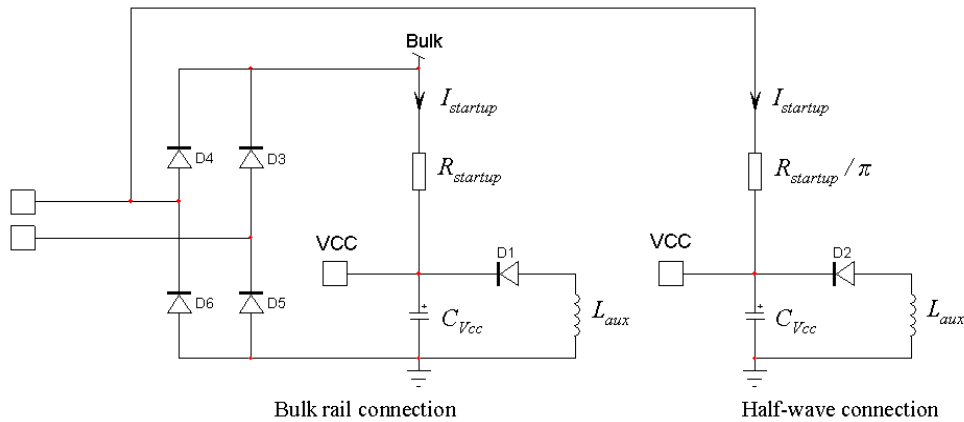 Bulk
I_startup
I_startup
D4
D3
R_startup
R_startup / π
VCC
D1
VCC
D2
D6
D5
C_Vcc
L_aux
C_Vcc
L_aux
Bulk rail connection
Half-wave connection